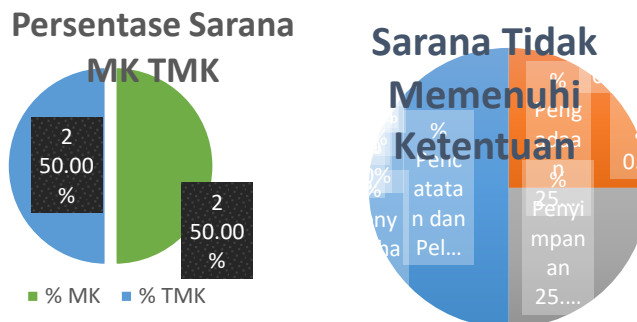 Persentase Sarana
MK TMK
2
50.00
%
2
50.00
%
% MK
% TMK
Sarana Tidak
Memenuhi
Ketentuan
%
Peng
adaa
n
25....
%
Penc
atata
n dan
Pel...
%
Penyi
mpan
an
25....